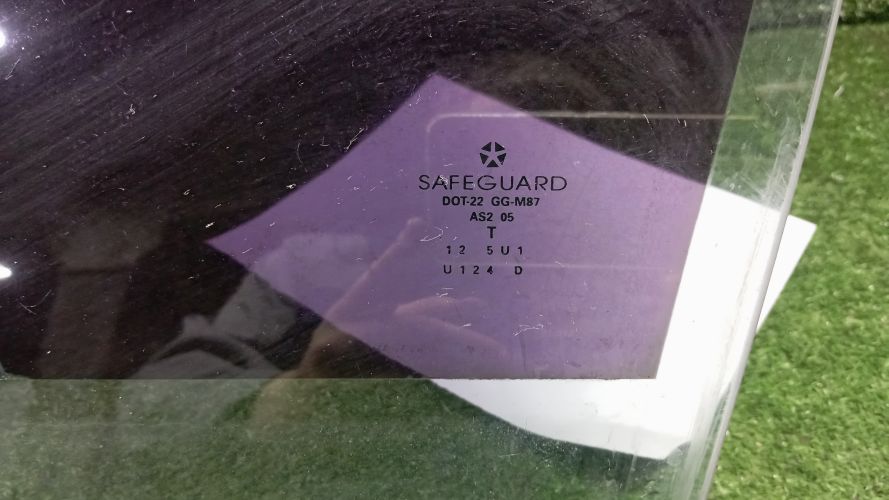 SAFEGUARD
DOT-22 GG-M87
AS2 05
T
12 5U1
U124 D